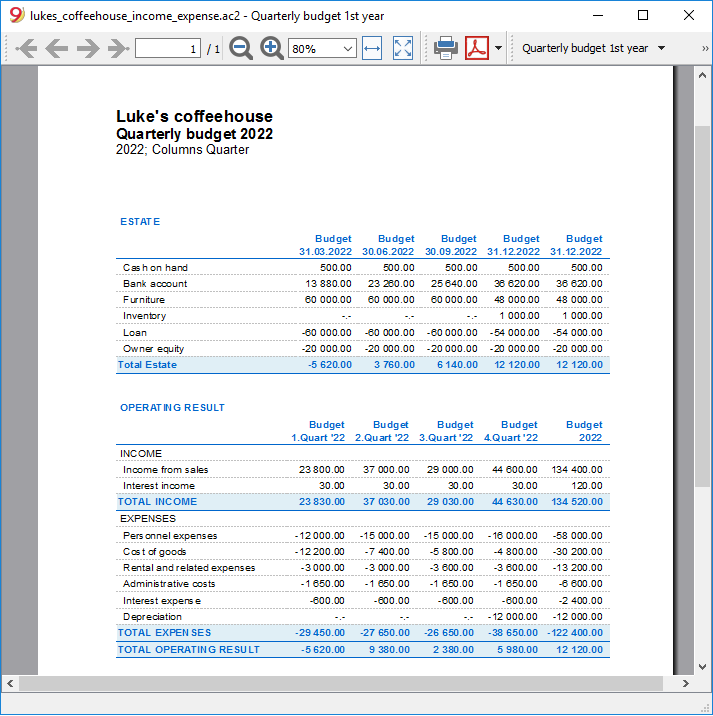 lukes_coffeehouse_income_expense.ac2 - Quarterly budget 1st year
1 / 1 80% Quarterly budget 1st year »
Luke's coffeehouse
Quarterly budget 2022
2022; Columns Quarter
ESTATE
Budget Budget Budget Budget Budget
31.03.2022 30.06.2022 30.09.2022 31.12.2022 31.12.2022
Cash on hand 500.00 500.00 500.00 500.00 500.00
Bank account 13 880.00 23 260.00 25 640.00 36 620.00 36 620.00
Furniture 60 000.00 60 000.00 60 000.00 48 000.00 48 000.00
Inventory -.- -.- -.- 1 000.00 1 000.00
Loan -60 000.00 -60 000.00 -60 000.00 -54 000.00 -54 000.00
Owner equity -20 000.00 -20 000.00 -20 000.00 -20 000.00 -20 000.00
Total Estate -5 620.00 3 760.00 6 140.00 12 120.00 12 120.00
OPERATING RESULT
Budget Budget Budget Budget Budget
1.Quart '22 2.Quart '22 3.Quart '22 4.Quart '22 2022
INCOME
Income from sales 23 800.00 37 000.00 29 000.00 44 600.00 134 400.00
Interest income 30.00 30.00 30.00 30.00 120.00
TOTAL INCOME 23 830.00 37 030.00 29 030.00 44 630.00 134 520.00
EXPENSES
Personnel expenses -12 000.00 -15 000.00 -15 000.00 -16 000.00 -58 000.00
Cost of goods -12 200.00 -7 400.00 -5 800.00 -4 800.00 -30 200.00
Rental and related expenses -3 000.00 -3 000.00 -3 600.00 -3 600.00 -13 200.00
Administrative costs -1 650.00 -1 650.00 -1 650.00 -1 650.00 -6 600.00
Interest expense -600.00 -600.00 -600.00 -600.00 -2 400.00
Depreciation -.- -.- -.- -12 000.00 -12 000.00
TOTAL EXPENSES -29 450.00 -27 650.00 -26 650.00 -38 650.00 -122 400.00
TOTAL OPERATING RESULT -5 620.00 9 380.00 2 380.00 5 980.00 12 120.00